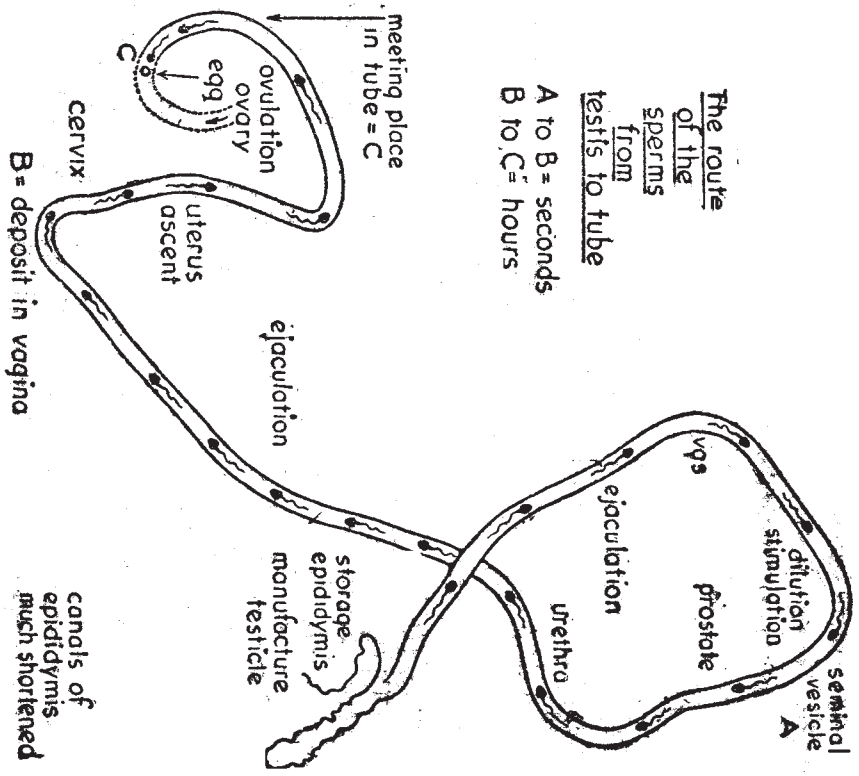 The route
of the
sperms
from
testis to tube
A to B = seconds
B to C = hours
meeting place
in tube = C
C
egg
ovulation
ovary
cervix
uterus
ascent
B = deposit in vagina
ejaculation
vas
ejaculation
dilution
stimulation
prostate
seminal
vesicle
A
urethra
storage
epididymis
manufacture
testicle
canals of
epididymis
much shortened